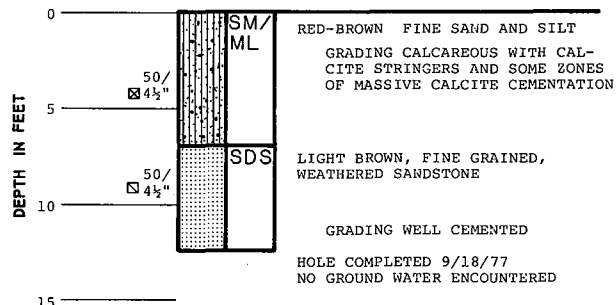 0
SM/
ML
RED-BROWN FINE SAND AND SILT
GRADING CALCAREOUS WITH CAL-
CITE STRINGERS AND SOME ZONES
OF MASSIVE CALCITE CEMENTATION
50/
4½"
5
SDS
LIGHT BROWN, FINE GRAINED,
WEATHERED SANDSTONE
50/
4½"
10
GRADING WELL CEMENTED
HOLE COMPLETED 9/18/77
NO GROUND WATER ENCOUNTERED
15
DEPTH IN FEET